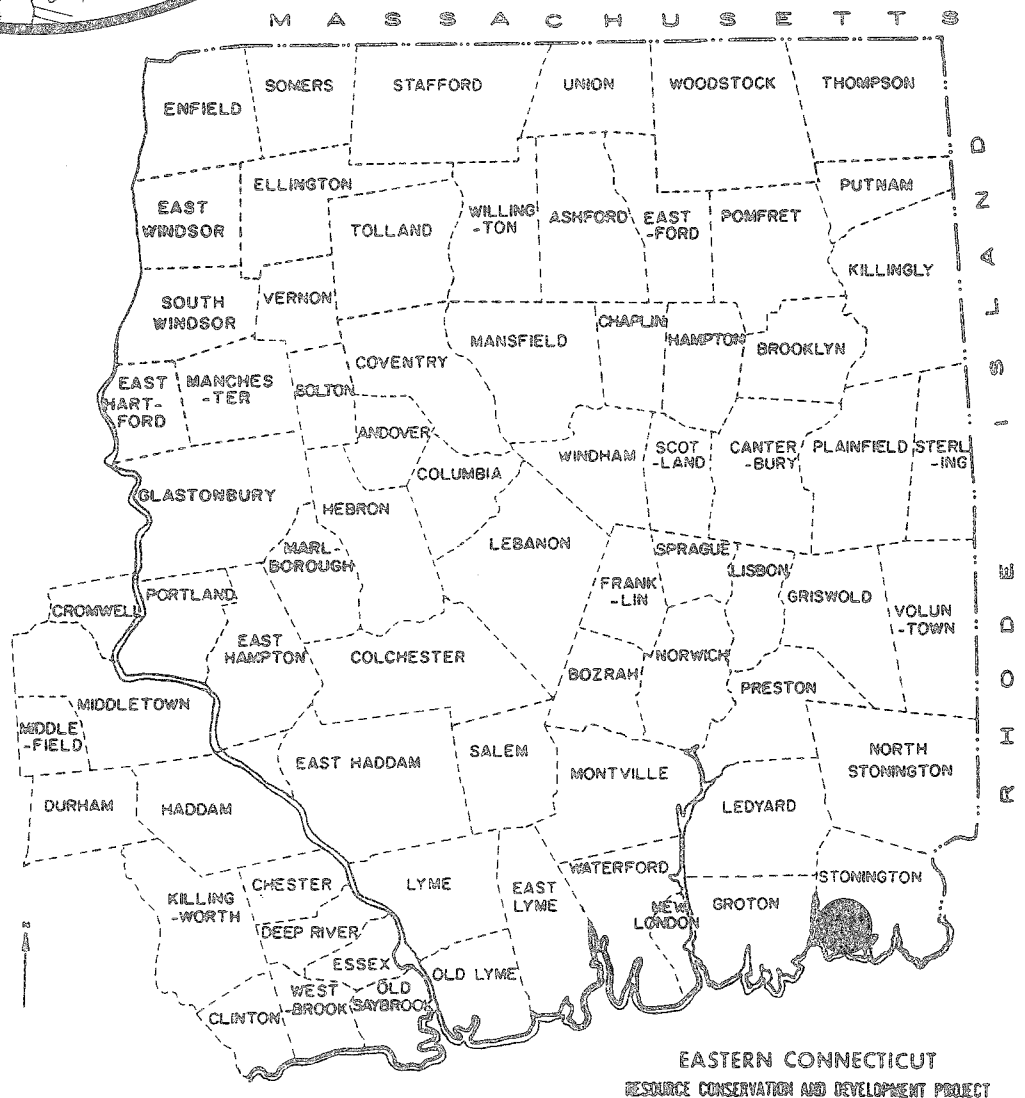 MASSACHUSETTS
SOMERS
STAFFORD
UNION
WOODSTOCK
THOMPSON
ENFIELD
RHODE ISLAND
ELLINGTON
PUTNAM
EAST
WINDSOR
TOLLAND
WILLING
-TON
ASHFORD
EAST
-FORD
POMFRET
KILLINGLY
SOUTH
WINDSOR
VERNON
CHAPLIN
HAMPTON
BROOKLYN
MANSFIELD
COVENTRY
EAST
HART-
FORD
MANCHES
-TER
BOLTON
ANDOVER
WINDHAM
SCOT
-LAND
CANTER
-BURY
PLAINFIELD
STERL
-ING
COLUMBIA
GLASTONBURY
HEBRON
LEBANON
MARL-
BOROUGH
SPRAGUE
LISBON
FRANK
-LIN
GRISWOLD
VOLUN
-TOWN
PORTLAND
CROMWELL
EAST
HAMPTON
COLCHESTER
BOZRAH
NORWICH
PRESTON
MIDDLETOWN
MIDDLE
-FIELD
EAST HADDAM
SALEM
MONTVILLE
NORTH
STONINGTON
DURHAM
HADDAM
LEDYARD
KILLING
-WORTH
CHESTER
LYME
EAST
LYME
WATERFORD
NEW
LONDON
GROTON
STONINGTON
DEEP RIVER
ESSEX
OLD LYME
WEST
-BROOK
OLD
SAYBROOK
CLINTON
N
EASTERN CONNECTICUT
RESOURCE CONSERVATION AND DEVELOPMENT PROJECT